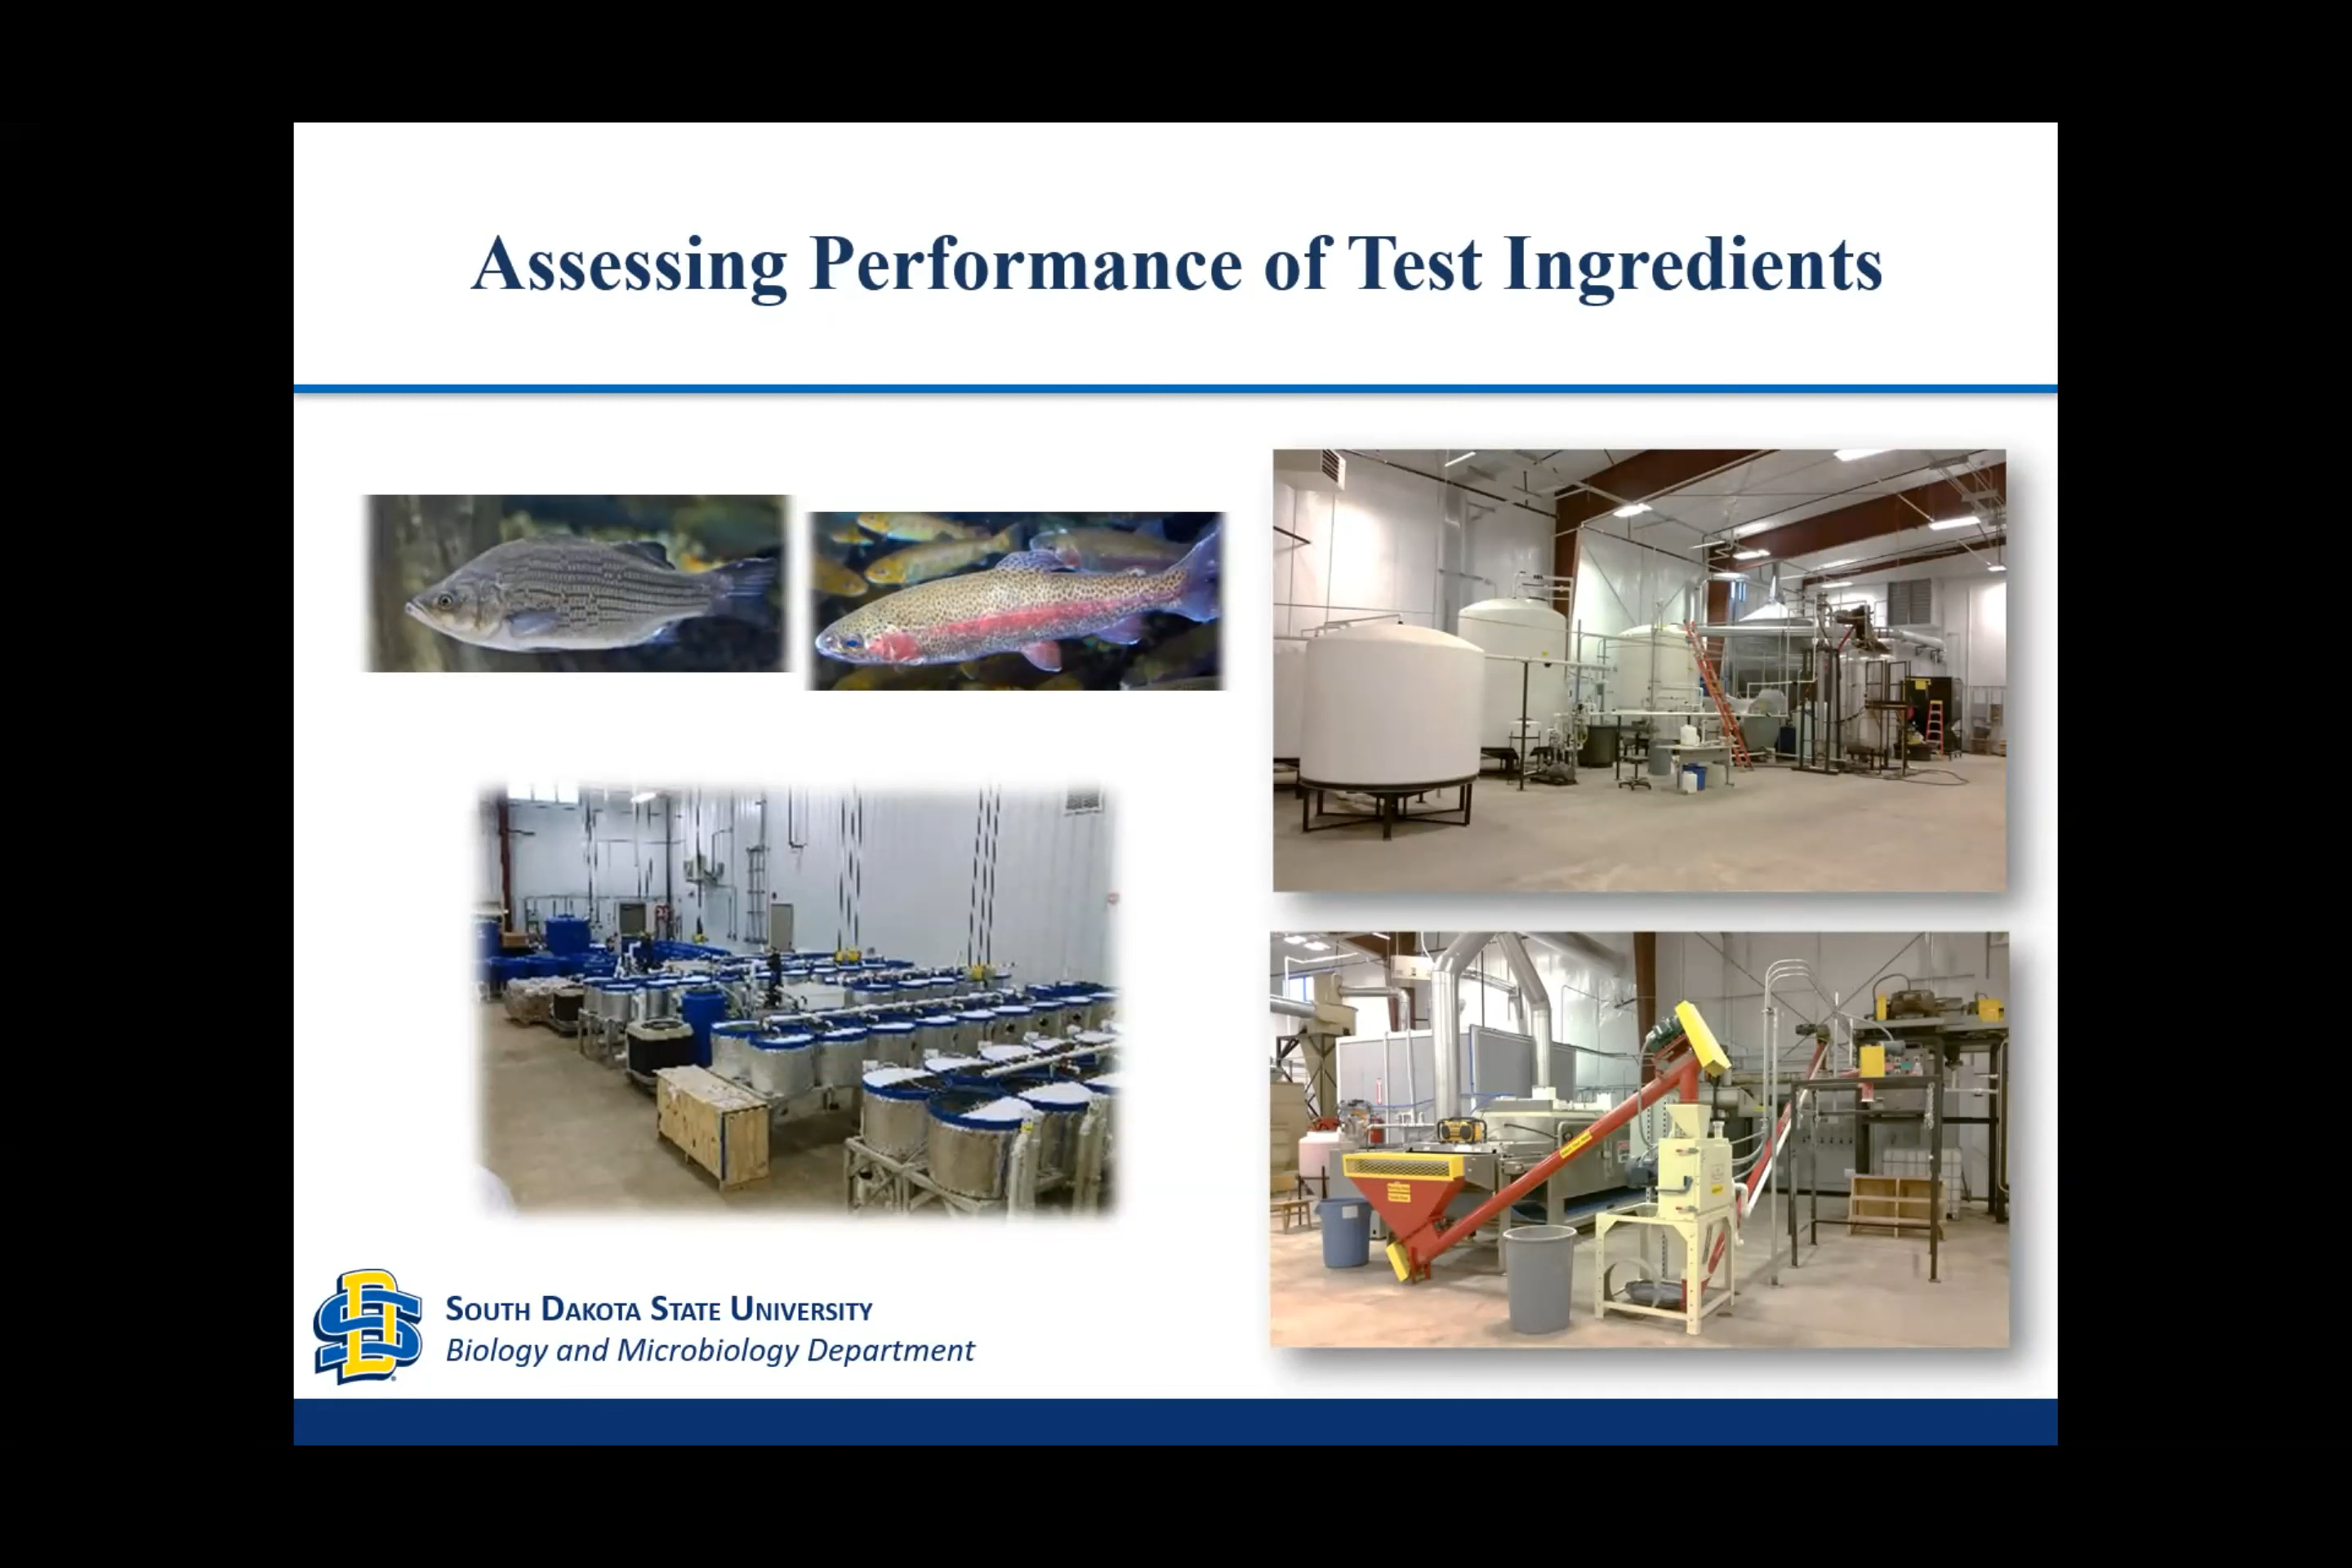 Assessing Performance of Test Ingredients
South Dakota State University
Biology and Microbiology Department